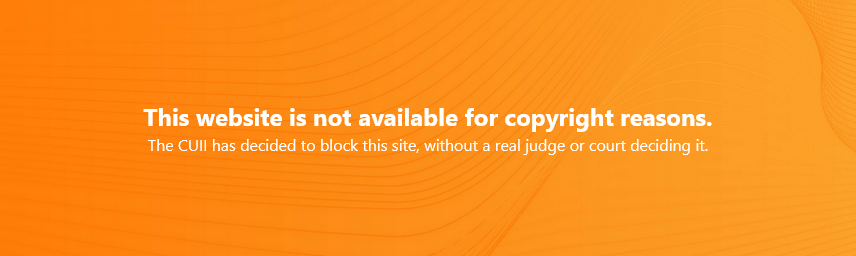 This website is not available for copyright reasons.
The CUII has decided to block this site, without a real judge or court deciding it.